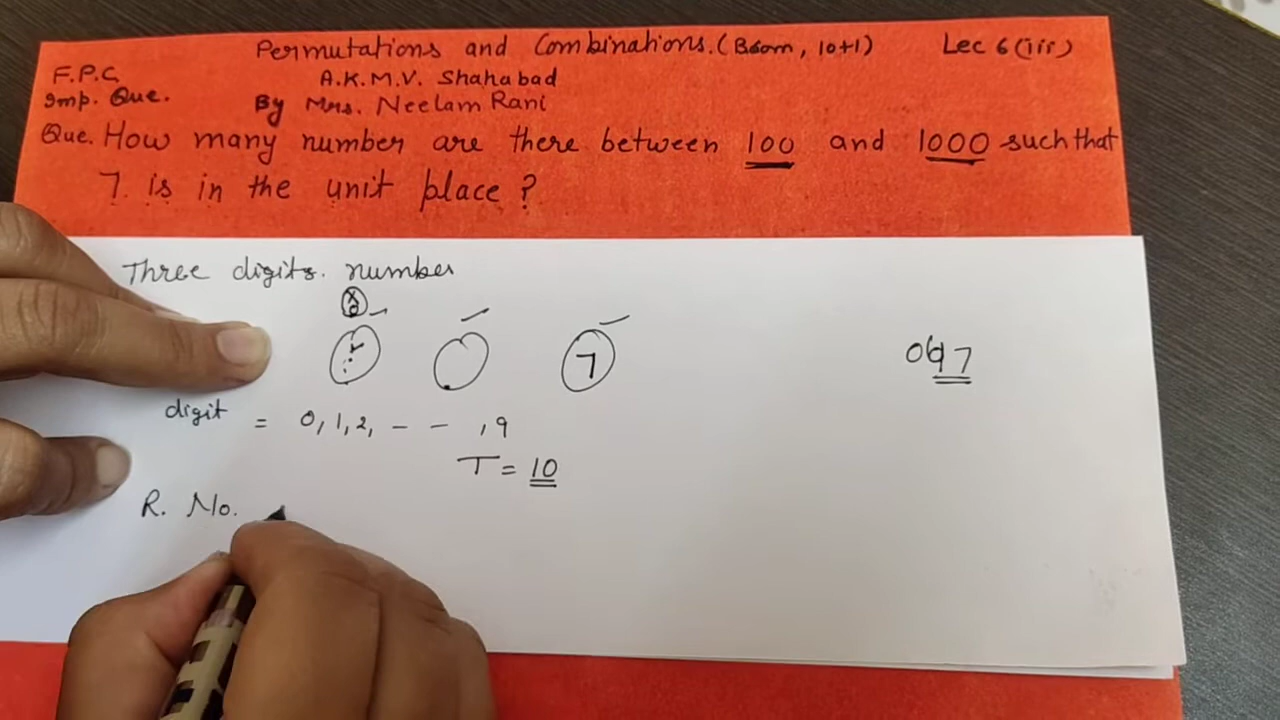 Permutations and Combinations. (Bcom, 10+1) Lec 6 (iii)
F.P.C A.K.M.V. Shahabad
Imp. Que. By Mrs. Neelam Rani
Que. How many number are there between 100 and 1000 such that
7 is in the unit place ?
Three digits. number
7
digit = 0, 1, 2, - - , 9
T = 10
R. No.